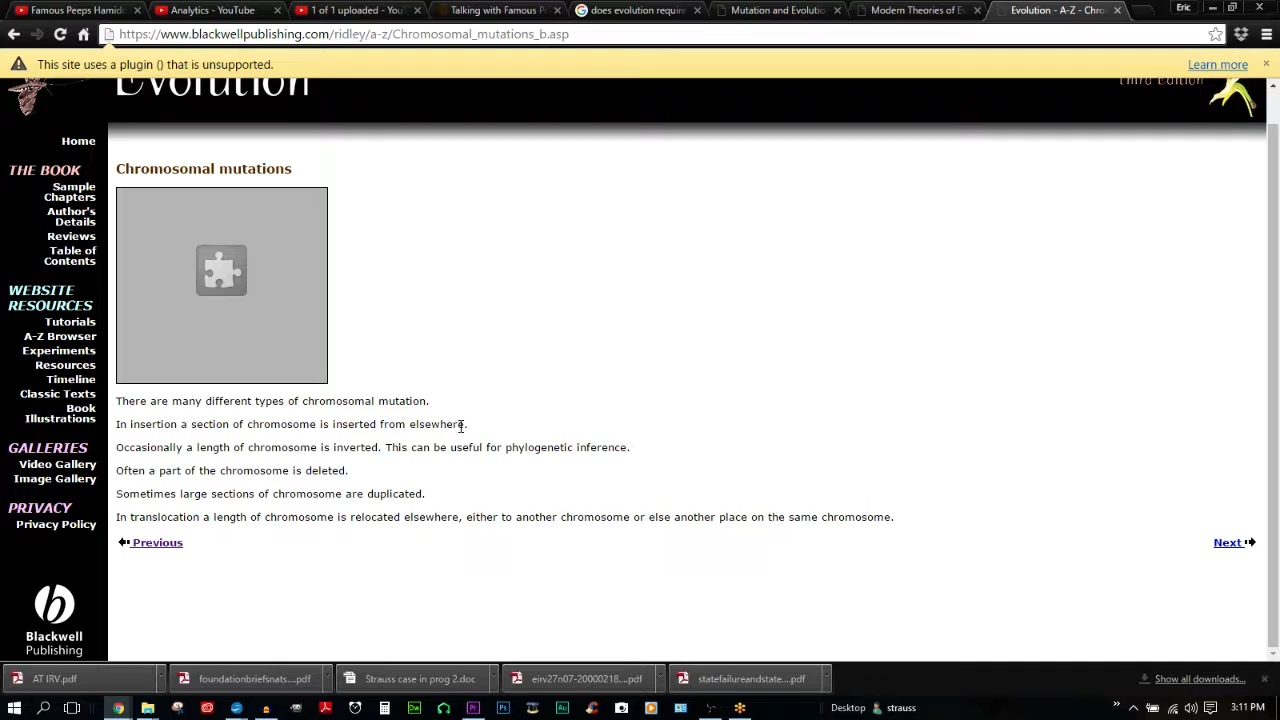 Famous Peeps Hamid
Analytics - YouTube
1 of 1 uploaded - YouTu
Talking with Famous P
does evolution require
Mutation and Evolution
Modern Theories of Ev
Evolution - A-Z - Chro
Eric
https://www.blackwellpublishing.com/ridley/a-z/Chromosomal_mutations_b.asp
This site uses a plugin () that is unsupported.
Learn more
Evolution
Third Edition
Home
THE BOOK
Sample
Chapters
Author's
Details
Reviews
Table of
Contents
WEBSITE
RESOURCES
Tutorials
A-Z Browser
Experiments
Resources
Timeline
Classic Texts
Book
Illustrations
GALLERIES
Video Gallery
Image Gallery
PRIVACY
Privacy Policy
Blackwell
Publishing
Chromosomal mutations
There are many different types of chromosomal mutation.
In insertion a section of chromosome is inserted from elsewhere.
Occasionally a length of chromosome is inverted. This can be useful for phylogenetic inference.
Often a part of the chromosome is deleted.
Sometimes large sections of chromosome are duplicated.
In translocation a length of chromosome is relocated elsewhere, either to another chromosome or else another place on the same chromosome.
Previous
Next
AT IRV.pdf
foundationbriefsnats....pdf
Strauss case in prog 2.doc
eirv27n07-20000218....pdf
statefailureandstate....pdf
Show all downloads...
Desktop
strauss
3:11 PM